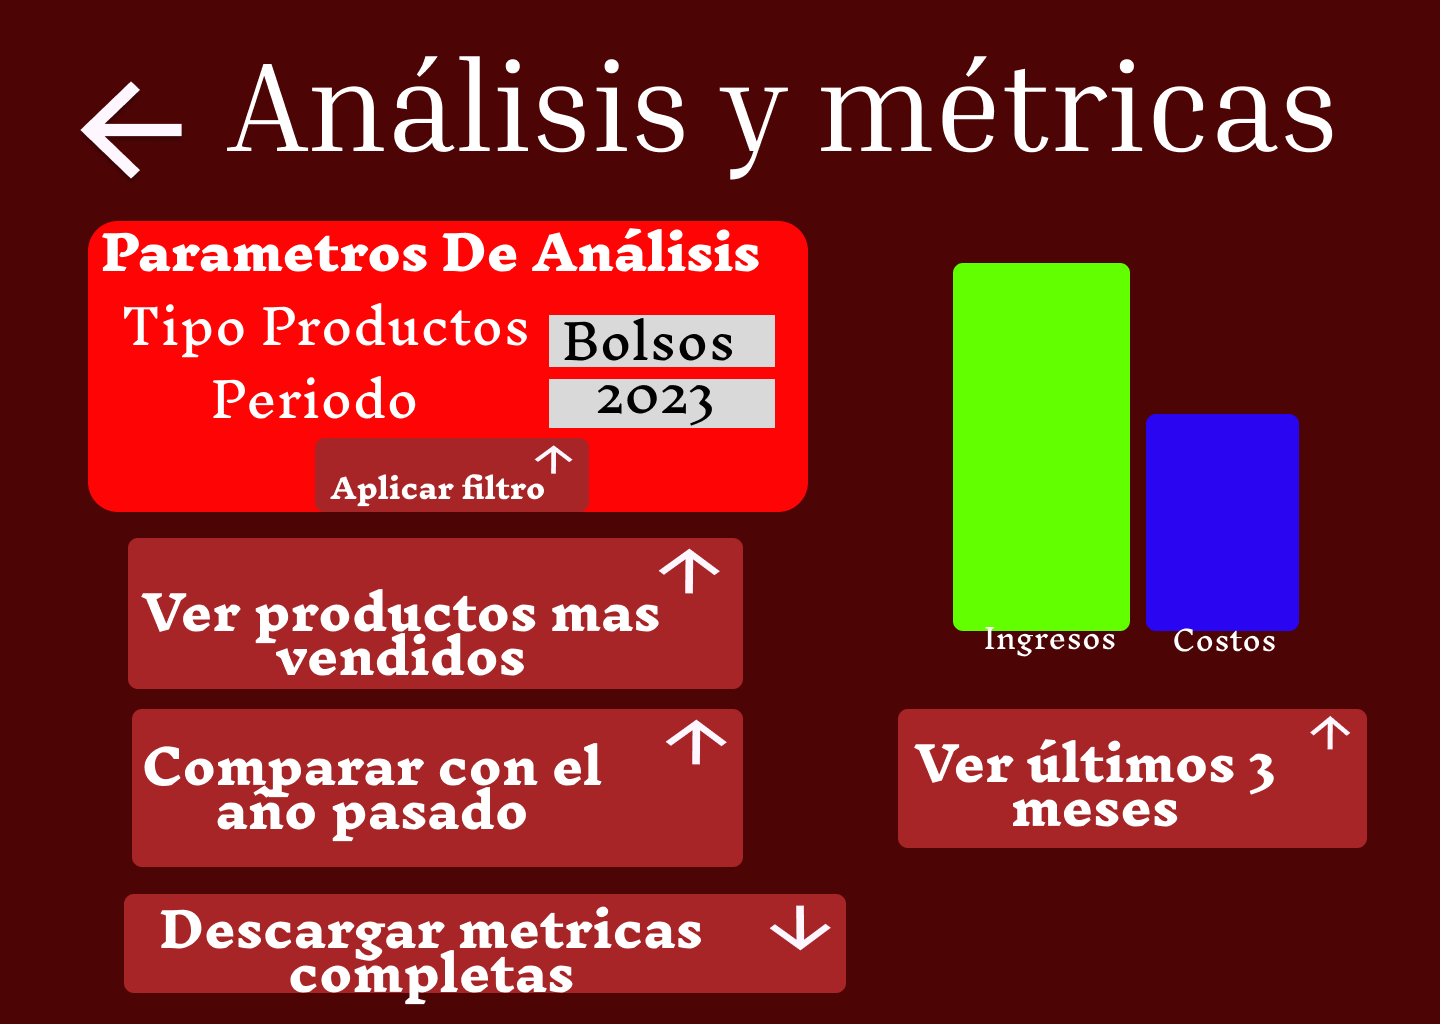 Análisis y métricas
Parametros De Análisis
Tipo Productos
Bolsos
Periodo
2023
Aplicar filtro
Ver productos mas
vendidos
Comparar con el
año pasado
Descargar metricas
completas
Ingresos
Costos
Ver últimos 3
meses